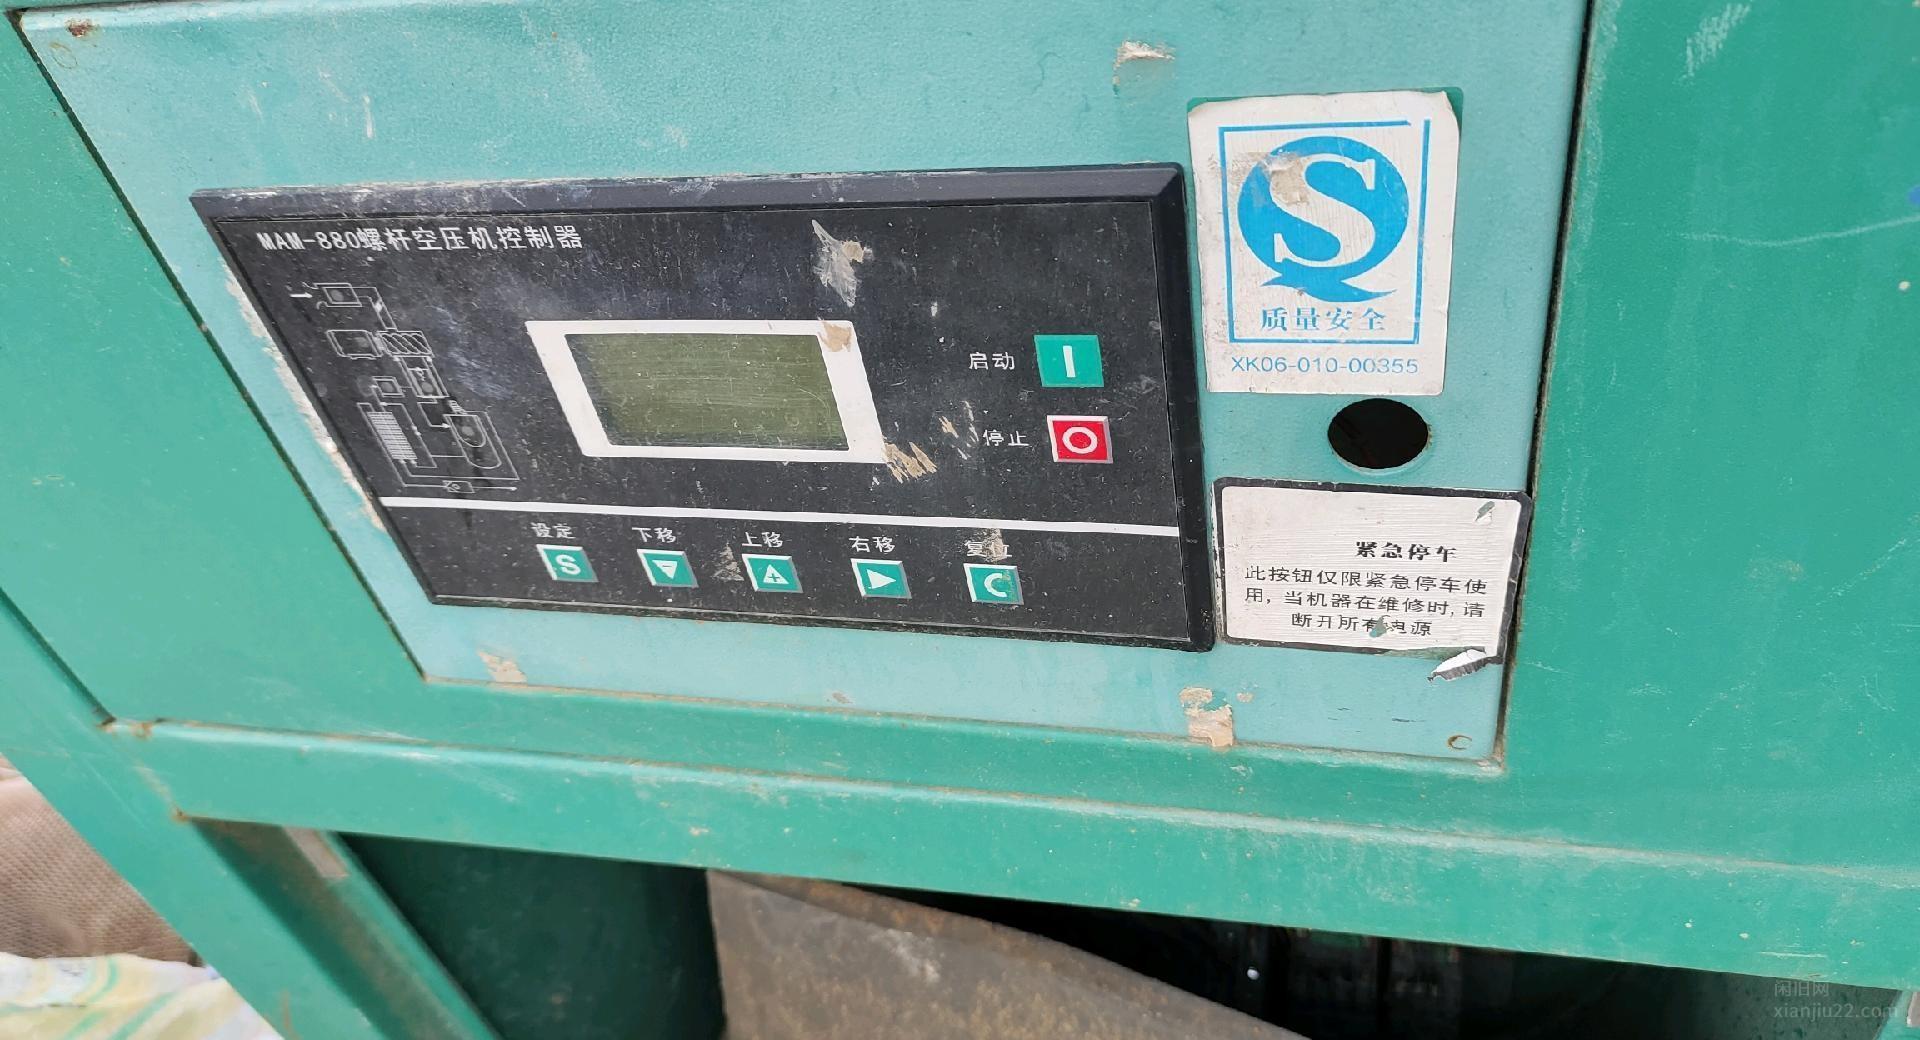 MAM-880螺杆空压机控制器
启动
停止
设定
下移
上移
右移
复位
S
C
S
质量安全
XK06-010-00355
紧急停车
此按钮仅限紧急停车使
用，当机器在维修时,请
断开所有电源
闲旧网
xianjiu22.com